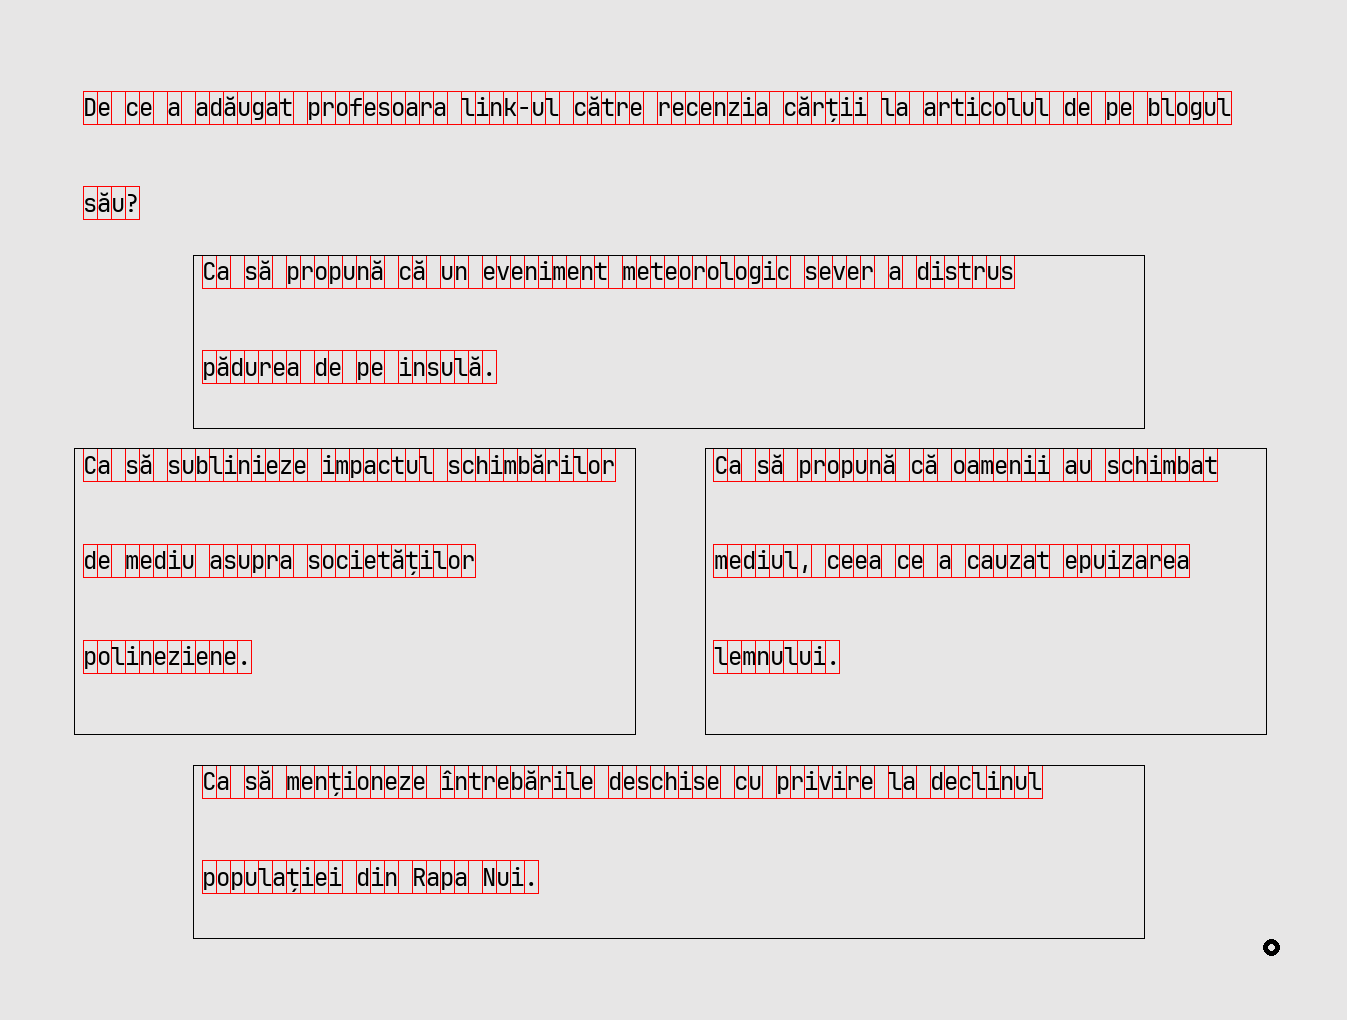 De ce a adăugat profesoara link-ul către recenzia cărții la articolul de pe blogul
său?
Ca să propună că un eveniment meteorologic sever a distrus
pădurea de pe insulă.
Ca să sublinieze impactul schimbărilor
de mediu asupra societăților
polineziene.
Ca să propună că oamenii au schimbat
mediul, ceea ce a cauzat epuizarea
lemnului.
Ca să menționeze întrebările deschise cu privire la declinul
populației din Rapa Nui.